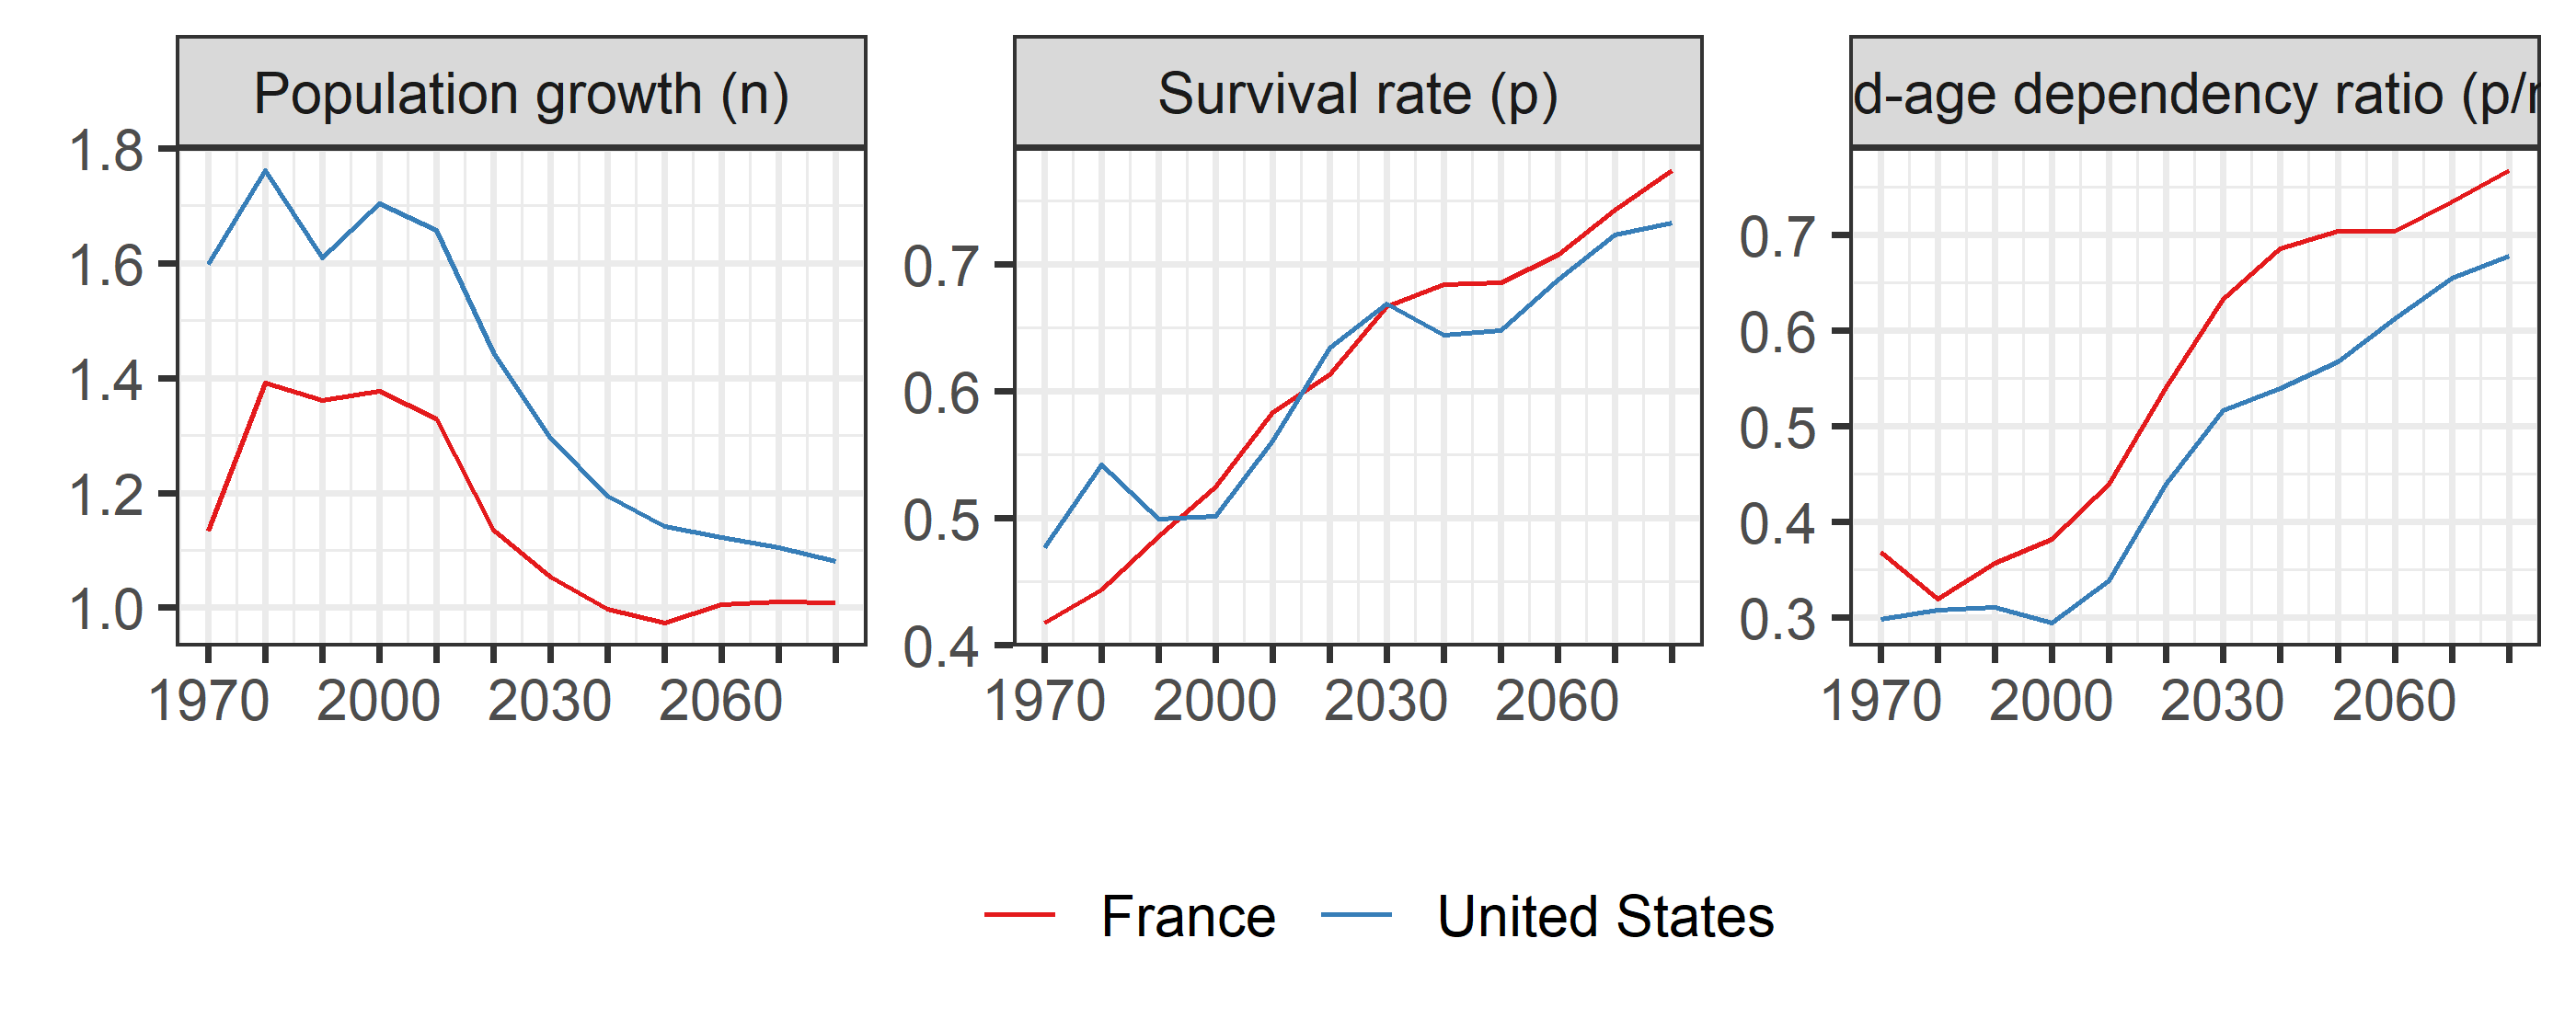 Population growth (n)
Survival rate (p)
d-age dependency ratio (p/
1.8
1.6
1.4
1.2
1.0
1970 2000 2030 2060
0.7
0.6
0.5
0.4
1970 2000 2030 2060
0.7
0.6
0.5
0.4
0.3
1970 2000 2030 2060
France United States